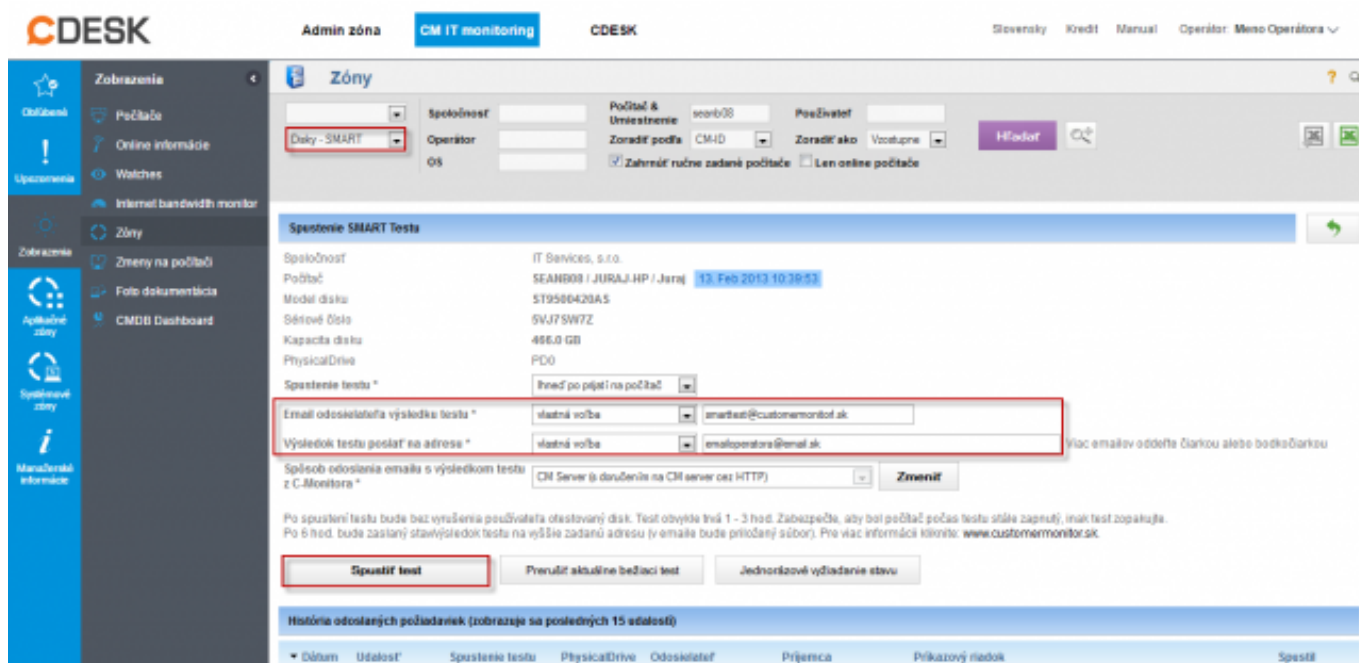 CDESK
Admin zóna CM IT monitoring CDESK
Slovensky Kredit Manual Operátor: Meno Operátora
Obľúbené
Upozornenia
Zobrazenia
Aplikačné zóny
Systémové zóny
Manažerské informácie
Zobrazenia
Počítače
Online informácie
Watches
Internet bandwidth monitor
Zóny
Zmeny na počítači
Foto dokumentácia
CMDB Dashboard
Zóny
Spoločnosť Počítač & Umiestnenie seanb08 Používateľ
Disky - SMART Operátor Zoradiť podľa CM-ID Zoradiť ako Vzostupne Hľadať
OS Zahrnúť ručne zadané počítače Len online počítače
Spustenie SMART Testu
Spoločnosť IT Services, s.r.o.
Počítač SEANB08 / JURAJ-HP / Juraj 13. Feb 2013 10:39:53
Model disku ST9500420AS
Sériové číslo 5VJ7SW7Z
Kapacita disku 466.0 GB
PhysicalDrive PD0
Spustenie testu * Ihneď po prijatí na počítač
Email odosielateľa výsledku testu * vlastná voľba smarttest@customermonitor.sk
Výsledok testu poslať na adresu * vlastná voľba emailoperatora@email.sk Viac emailov oddeľte čiarkou alebo bodkočiarkou
Spôsob odoslania emailu s výsledkom testu z C-Monitora * CM Server (s doručením na CM server cez HTTP) Zmeniť
Po spustení testu bude bez vyrušenia používateľa otestovaný disk. Test obvykle trvá 1 - 3 hod. Zabezpečte, aby bol počítač počas testu stále zapnutý, inak test zopakujte.
Po 6 hod. bude zaslaný stav/výsledok testu na vyššie zadanú adresu (v emaile bude priložený súbor). Pre viac informácií kliknite: www.customermonitor.sk
Spustiť test Prerušiť aktuálne bežiaci test Jednorázové vyžiadanie stavu
História odoslaných požiadaviek (zobrazuje sa posledných 15 udalostí)
Dátum Udalosť Spustenie testu PhysicalDrive Odosielateľ Príjemca Príkazový riadok Spustil